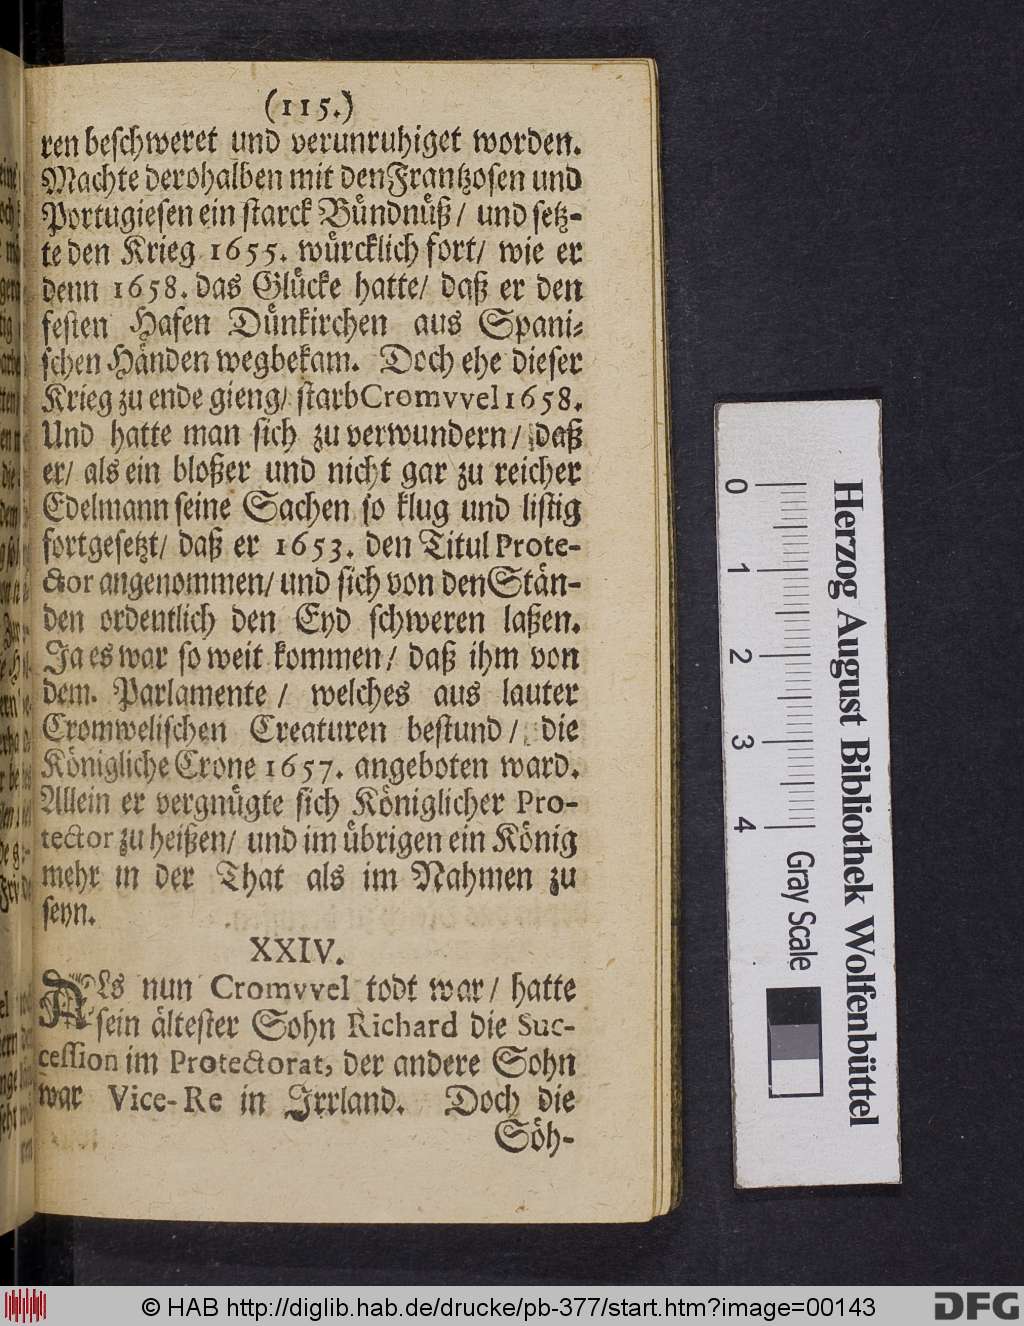 (115.)
ren beschweret und verunruhiget worden.
Machte derohalben mit den Frantzosen und
Portugiesen ein starck Bündnüß/ und setz-
te den Krieg 1655. würcklich fort/ wie er
denn 1658. das Glücke hatte/ daß er den
festen Hafen Dünkirchen aus Spani-
schen Händen wegbekam. Doch ehe dieser
Krieg zu ende gieng/ starb Cromvvel 1658.
Und hatte man sich zu verwundern/ daß
er/ als ein bloßer und nicht gar zu reicher
Edelmann seine Sachen so klug und listig
fortgesetzt/ daß er 1653. den Titul Prote-
ctor angenommen/ und sich von den Stän-
den ordentlich den Eyd schweren laßen.
Ja es war so weit kommen/ daß ihm von
dem. Parlamente / welches aus lauter
Cromwelischen Creaturen bestund/ die
Königliche Crone 1657. angeboten ward.
Allein er vergnügte sich Königlicher Pro-
tector zu heißen/ und im übrigen ein König
mehr in der That als im Nahmen zu
seyn.
XXIV.
Als nun Cromvvel todt war/ hatte
sein ältester Sohn Richard die Suc-
cession im Protectorat, der andere Sohn
war Vice-Re in Irrland. Doch die
Söh-
0 1 2 3 4 Gray Scale
Herzog August Bibliothek Wolfenbüttel
© HAB http://diglib.hab.de/drucke/pb-377/start.htm?image=00143
DFG